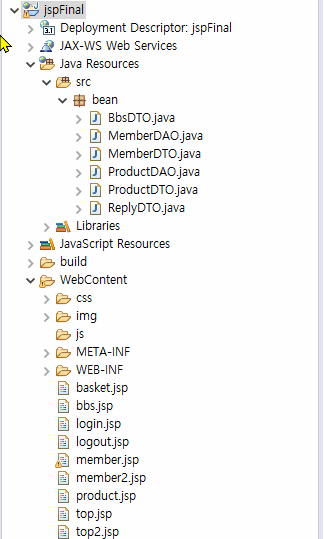 jspFinal
Deployment Descriptor: jspFinal
JAX-WS Web Services
Java Resources
src
bean
BbsDTO.java
MemberDAO.java
MemberDTO.java
ProductDAO.java
ProductDTO.java
ReplyDTO.java
Libraries
JavaScript Resources
build
WebContent
css
img
js
META-INF
WEB-INF
basket.jsp
bbs.jsp
login.jsp
logout.jsp
member.jsp
member2.jsp
product.jsp
top.jsp
top2.jsp